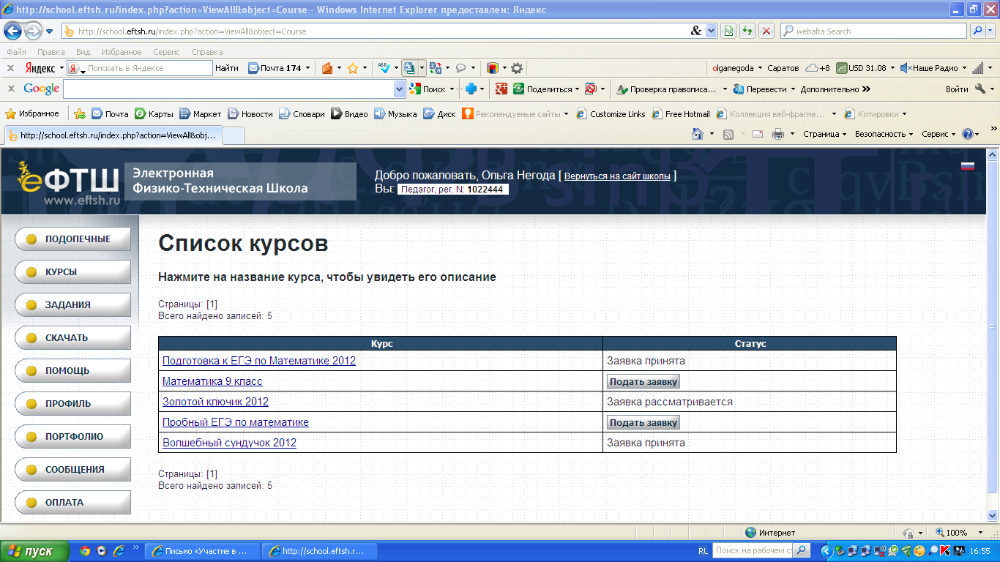 http://school.eftsh.ru/index.php?action=ViewAll&object=Course - Windows Internet Explorer предоставлен: Яндекс
http://school.eftsh.ru/index.php?action=ViewAll&object=Course & webalta Search
Файл Правка Вид Избранное Сервис Справка
x Яндекс Я Поискать в Яндексе Найти Почта 174 АБВ olganegoda Саратов +8 USD 31.08 Наше Радио
x Google Поиск Поделиться Проверка правописа... Перевести Дополнительно Войти
Избранное Почта Карты Маркет Новости Словари Видео Музыка Диск Рекомендуемые сайты Customize Links Free Hotmail Коллекция веб-фрагме... Котировки
http://school.eftsh.ru/index.php?action=ViewAll&obj... Страница Безопасность Сервис
еФТШ
www.eftsh.ru
Электронная
Физико-Техническая Школа
Добро пожаловать, Ольга Негода [ Вернуться на сайт школы ]
Вы: Педагог, рег. N: 1022444
ПОДОПЕЧНЫЕ
КУРСЫ
ЗАДАНИЯ
СКАЧАТЬ
ПОМОЩЬ
ПРОФИЛЬ
ПОРТФОЛИО
СООБЩЕНИЯ
ОПЛАТА
Список курсов
Нажмите на название курса, чтобы увидеть его описание
Страницы: [1]
Всего найдено записей: 5
Курс Статус
Подготовка к ЕГЭ по Математике 2012 Заявка принята
Математика 9 класс Подать заявку
Золотой ключик 2012 Заявка рассматривается
Пробный ЕГЭ по математике Подать заявку
Волшебный сундучок 2012 Заявка принята
Страницы: [1]
Всего найдено записей: 5
Интернет 100%
пуск Письмо «Участие в ... http://school.eftsh.r... RL Поиск на рабочем ст 16:55